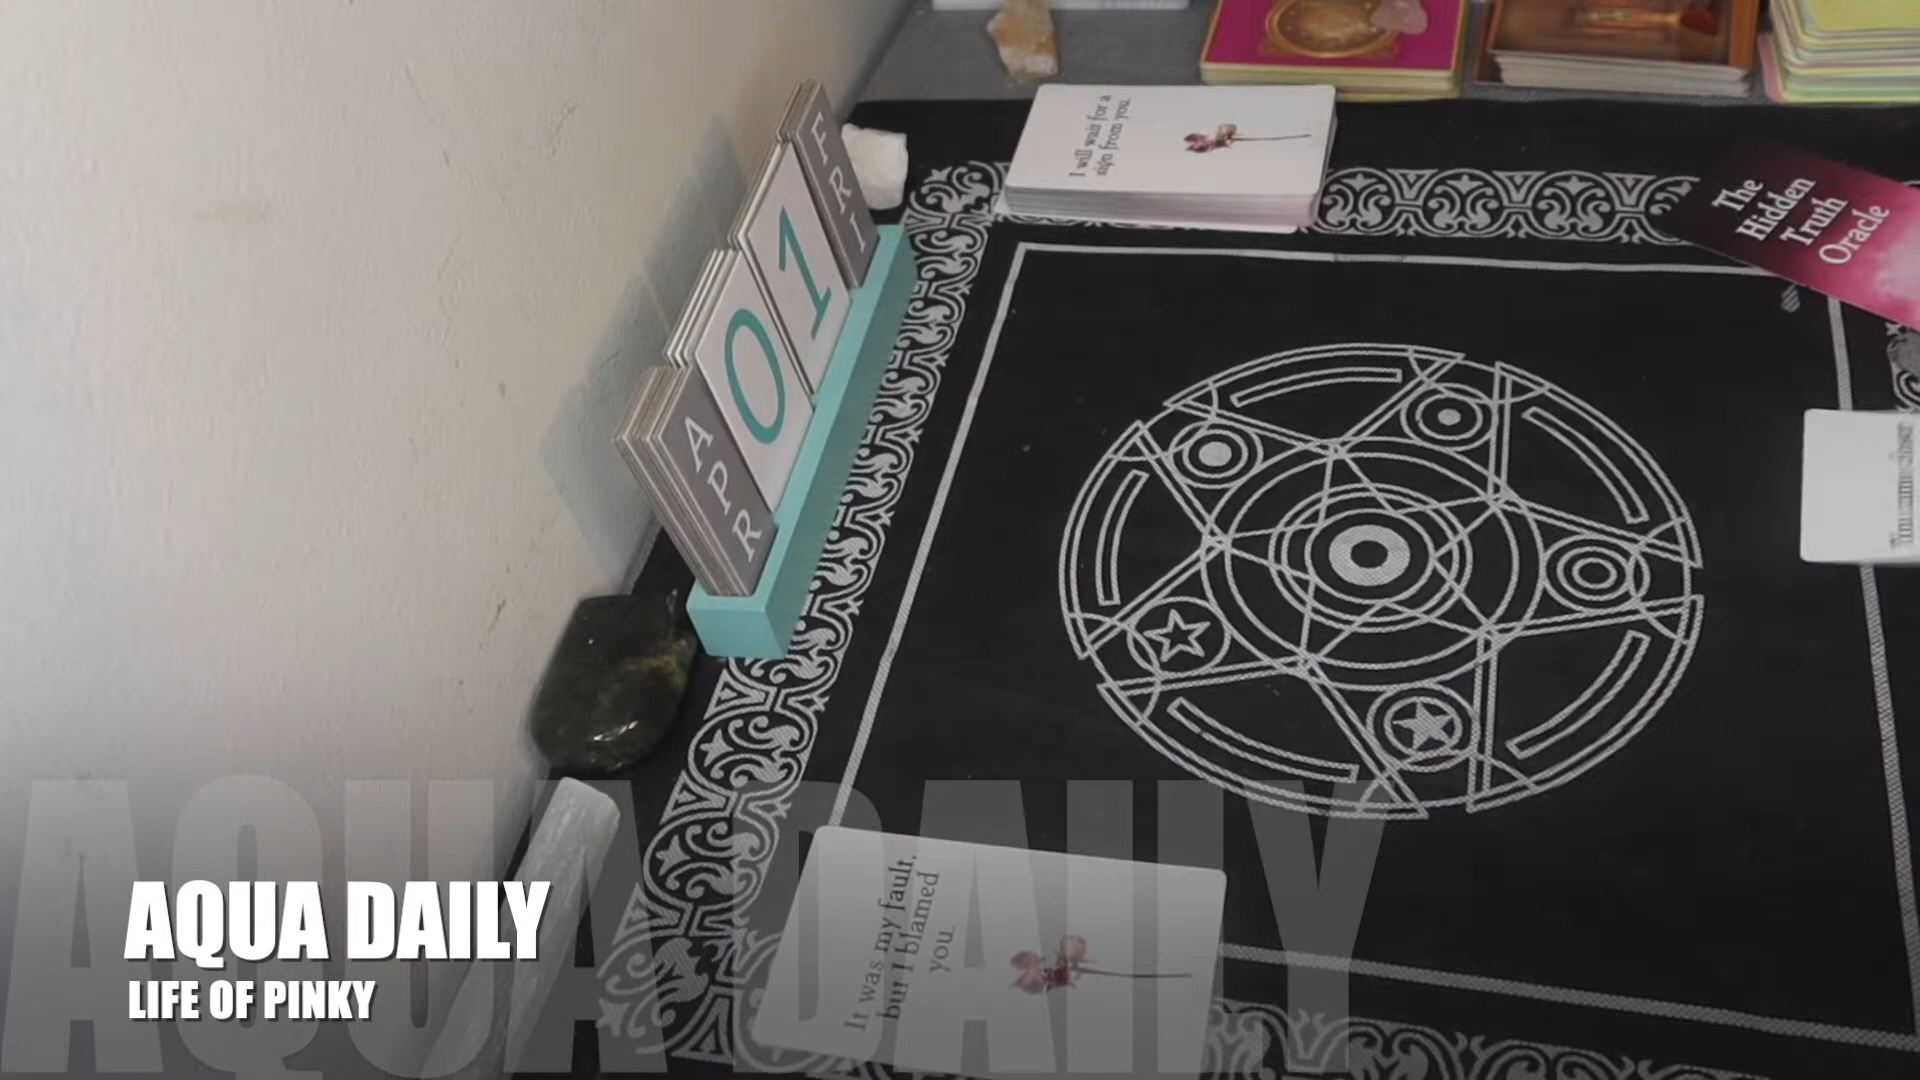 I will wait for a
sign from you.
The
Hidden
Truth
Oracle
FRI
01
APR
It was my fault,
but I blamed
you.
AQUA DAILY
AQUA DAILY
LIFE OF PINKY